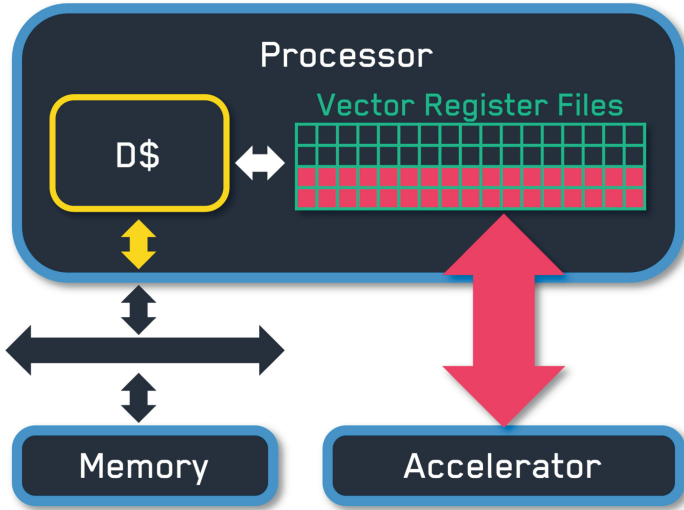 Processor
Vector Register Files
D$
Memory
Accelerator